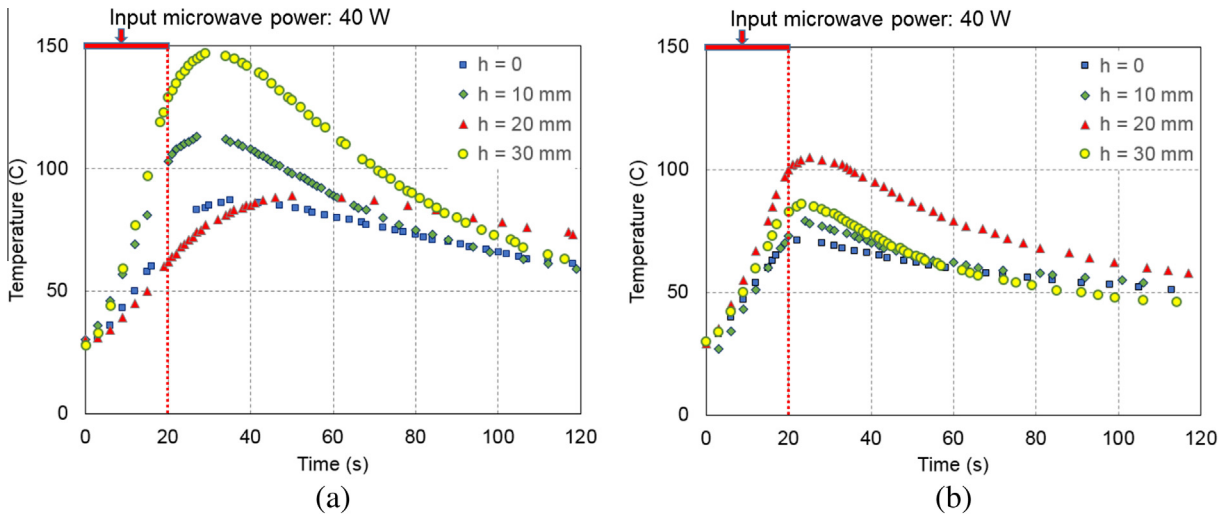 Input microwave power: 40 W
150
100
50
0
Temperature (C)
0
20
40
60
80
100
120
Time (s)
h = 0
h = 10 mm
h = 20 mm
h = 30 mm
(a)
Input microwave power: 40 W
150
100
50
0
Temperature (C)
0
20
40
60
80
100
120
Time (s)
h = 0
h = 10 mm
h = 20 mm
h = 30 mm
(b)